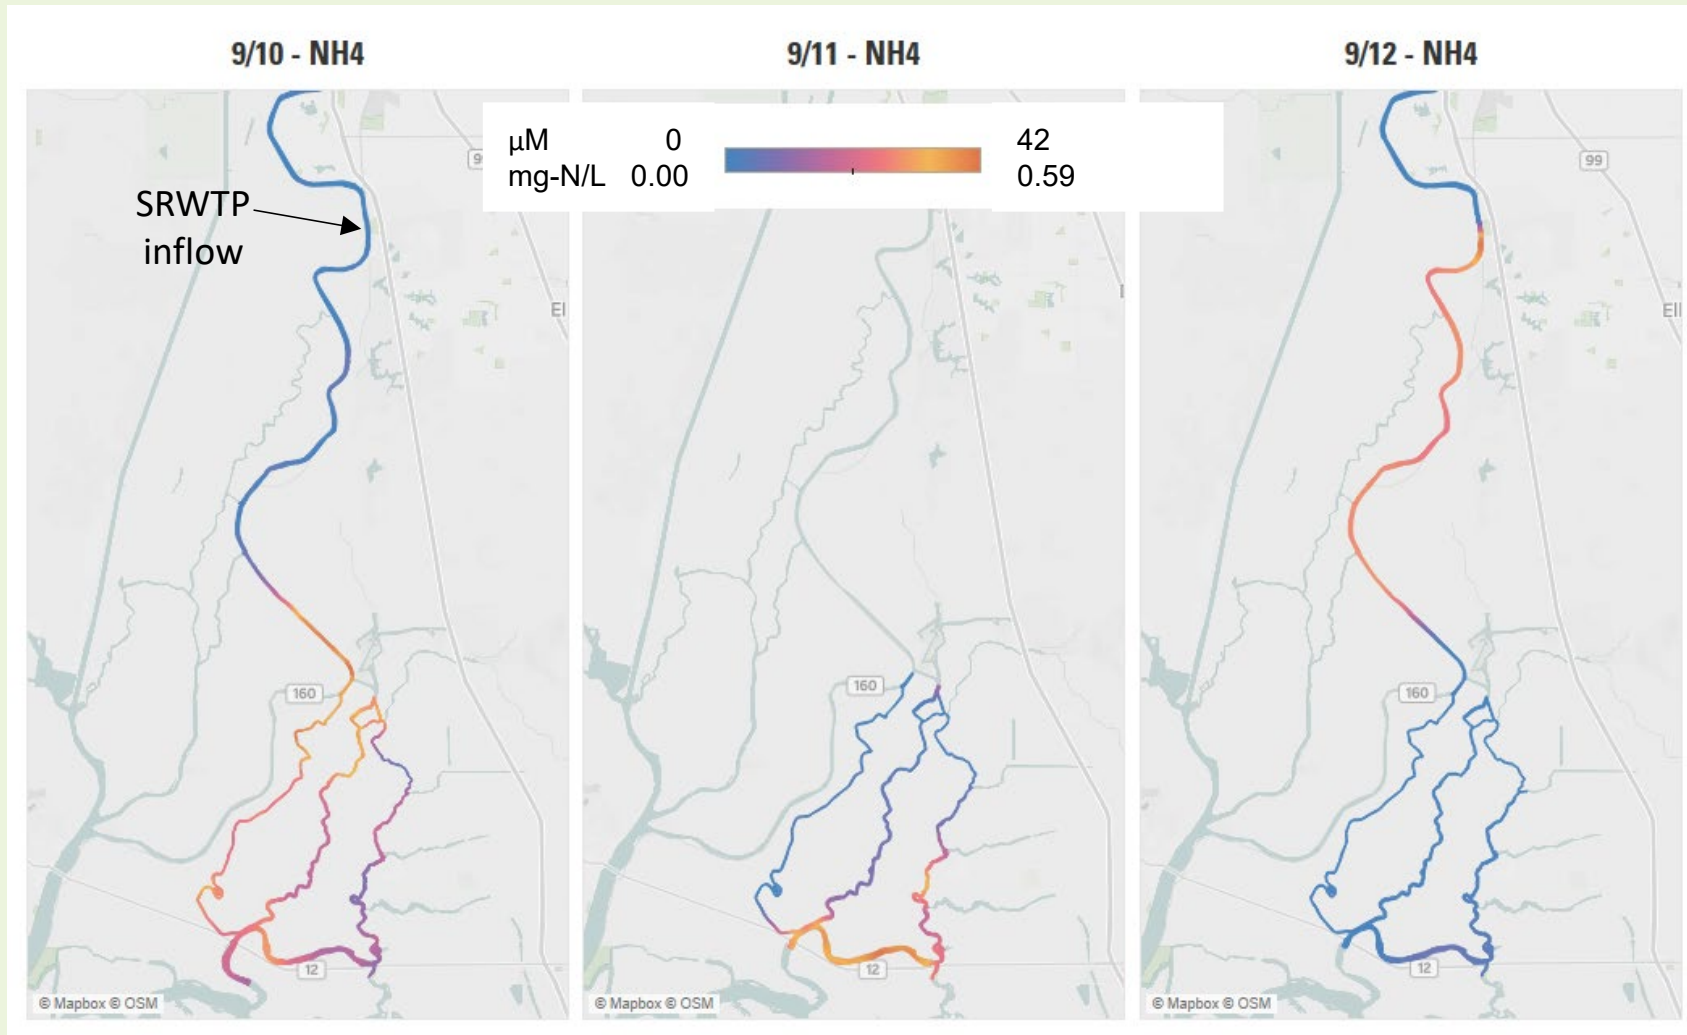 9/10 - NH4
9/11 - NH4
9/12 - NH4
µM 0 42
mg-N/L 0.00 0.59
99
SRWTP
inflow
El
Ell
160
160
160
12
12
12
© Mapbox © OSM
© Mapbox © OSM
© Mapbox © OSM